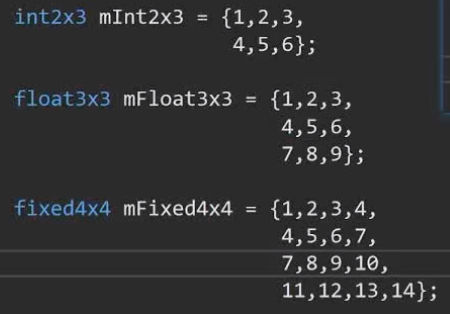 int2x3 mInt2x3 = {1,2,3,
4,5,6};
float3x3 mFloat3x3 = {1,2,3,
4,5,6,
7,8,9};
fixed4x4 mFixed4x4 = {1,2,3,4,
4,5,6,7,
7,8,9,10,
11,12,13,14};